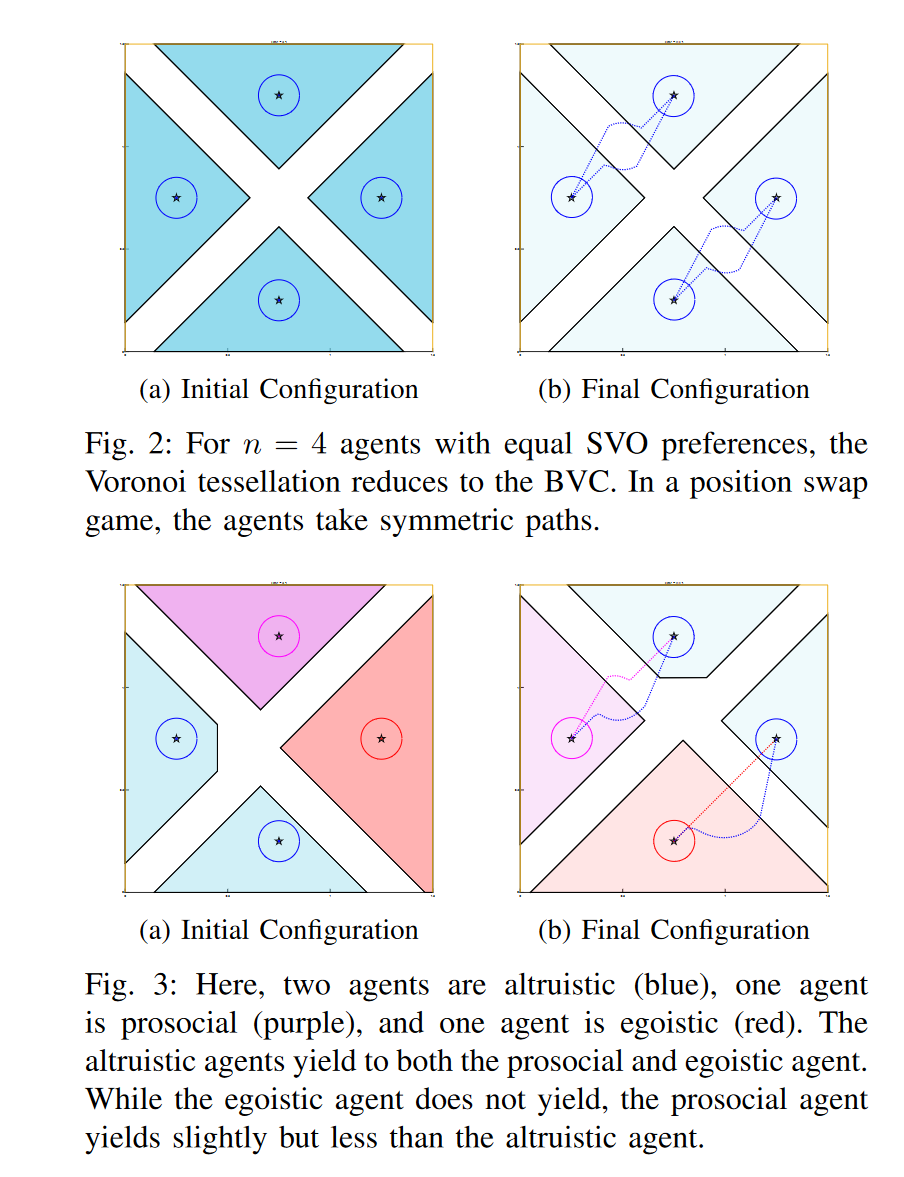 (a) Initial Configuration
(b) Final Configuration
Fig. 2: For n = 4 agents with equal SVO preferences, the
Voronoi tessellation reduces to the BVC. In a position swap
game, the agents take symmetric paths.
(a) Initial Configuration
(b) Final Configuration
Fig. 3: Here, two agents are altruistic (blue), one agent
is prosocial (purple), and one agent is egoistic (red). The
altruistic agents yield to both the prosocial and egoistic agent.
While the egoistic agent does not yield, the prosocial agent
yields slightly but less than the altruistic agent.